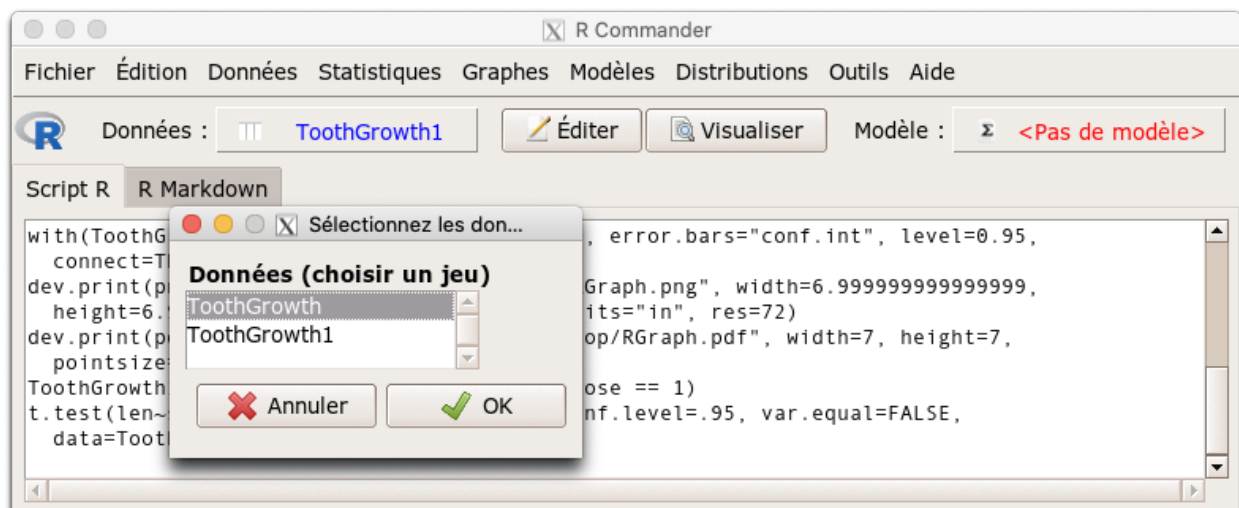 R Commander
Fichier Édition Données Statistiques Graphes Modèles Distributions Outils Aide
R Données : ToothGrowth1 Éditer Visualiser Modèle : Σ <Pas de modèle>
Script R R Markdown
Sélectionnez les don...
Données (choisir un jeu)
ToothGrowth
ToothGrowth1
Annuler OK
with(ToothG , error.bars="conf.int", level=0.95,
connect=T
dev.print(p Graph.png", width=6.999999999999999,
height=6. its="in", res=72)
dev.print(p op/RGraph.pdf", width=7, height=7,
pointsize
ToothGrowth ose == 1)
t.test(len~ nf.level=.95, var.equal=FALSE,
data=Toot